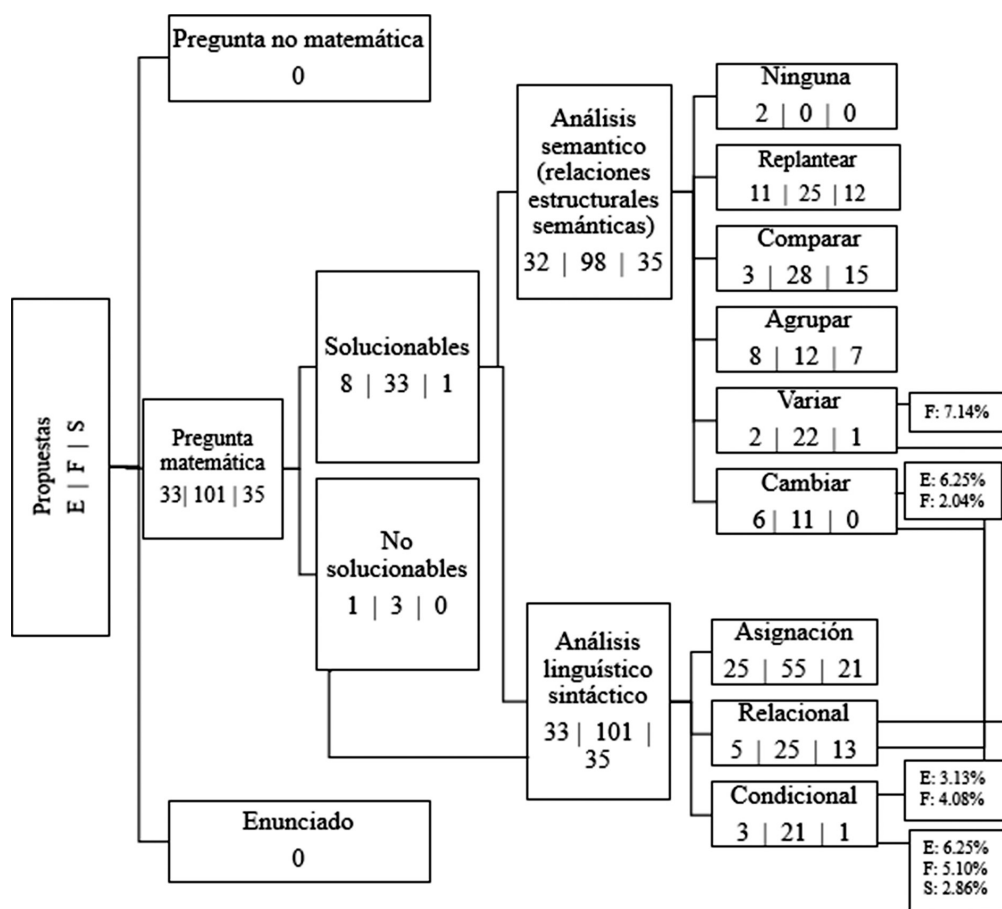 Propuestas
E | F | S
Pregunta no matemática
0
Pregunta
matemática
33| 101 | 35
Enunciado
0
Solucionables
8 | 33 | 1
No
solucionables
1 | 3 | 0
Análisis
semantico
(relaciones
estructurales
semánticas)
32 | 98 | 35
Análisis
linguístico
sintáctico
33 | 101 |
35
Ninguna
2 | 0 | 0
Replantear
11 | 25 | 12
Comparar
3 | 28 | 15
Agrupar
8 | 12 | 7
Variar
2 | 22 | 1
Cambiar
6 | 11 | 0
Asignación
25 | 55 | 21
Relacional
5 | 25 | 13
Condicional
3 | 21 | 1
F: 7.14%
E: 6.25%
F: 2.04%
E: 3.13%
F: 4.08%
E: 6.25%
F: 5.10%
S: 2.86%